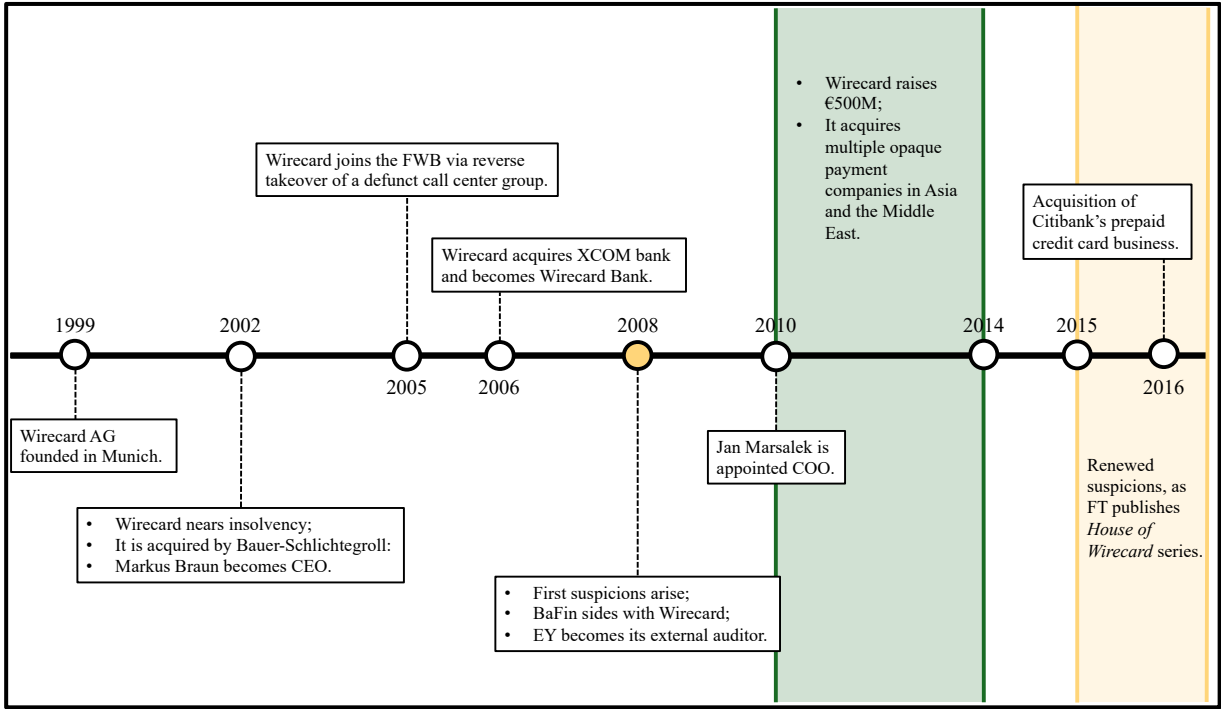 • Wirecard raises
€500M;
• It acquires
multiple opaque
payment
companies in Asia
and the Middle
East.
Wirecard joins the FWB via reverse
takeover of a defunct call center group.
Acquisition of
Citibank’s prepaid
credit card business.
Wirecard acquires XCOM bank
and becomes Wirecard Bank.
1999
2002
2008
2010
2014
2015
2005
2006
2016
Wirecard AG
founded in Munich.
Jan Marsalek is
appointed COO.
Renewed
suspicions, as
FT publishes
House of
Wirecard series.
• Wirecard nears insolvency;
• It is acquired by Bauer-Schlichtegroll:
• Markus Braun becomes CEO.
• First suspicions arise;
• BaFin sides with Wirecard;
• EY becomes its external auditor.